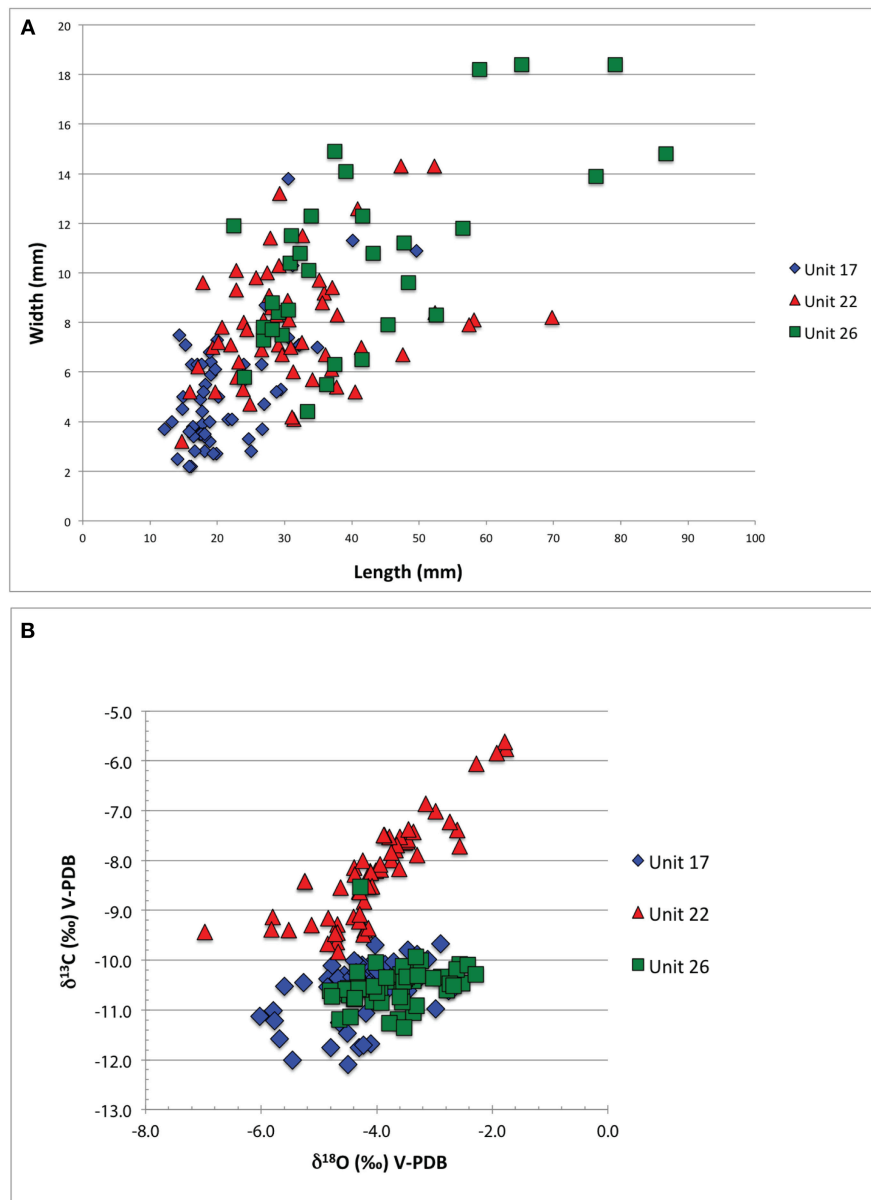 A
20
18
16
14
12
10
8
6
4
2
0
Width (mm)
0 10 20 30 40 50 60 70 80 90 100
Length (mm)
Unit 17
Unit 22
Unit 26
B
-5.0
-6.0
-7.0
-8.0
-9.0
-10.0
-11.0
-12.0
-13.0
δ¹³C (‰) V-PDB
-8.0 -6.0 -4.0 -2.0 0.0
δ¹⁸O (‰) V-PDB
Unit 17
Unit 22
Unit 26